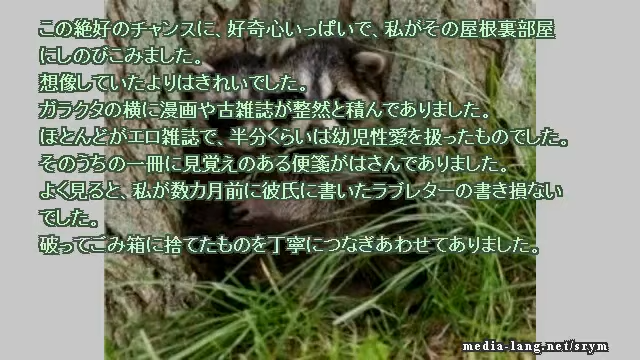 この絶好のチャンスに、好奇心いっぱいで、私がその屋根裏部屋
にしのびこみました。
想像していたよりはきれいでした。
ガラクタの横に漫画や古雑誌が整然と積んでありました。
ほとんどがエロ雑誌で、半分くらいは幼児性愛を扱ったものでした。
そのうちの一冊に見覚えのある便箋がはさんでありました。
よく見ると、私が数カ月前に彼氏に書いたラブレターの書き損ない
でした。
破ってごみ箱に捨てたものを丁寧につなぎあわせてありました。
media-lang.net/srym